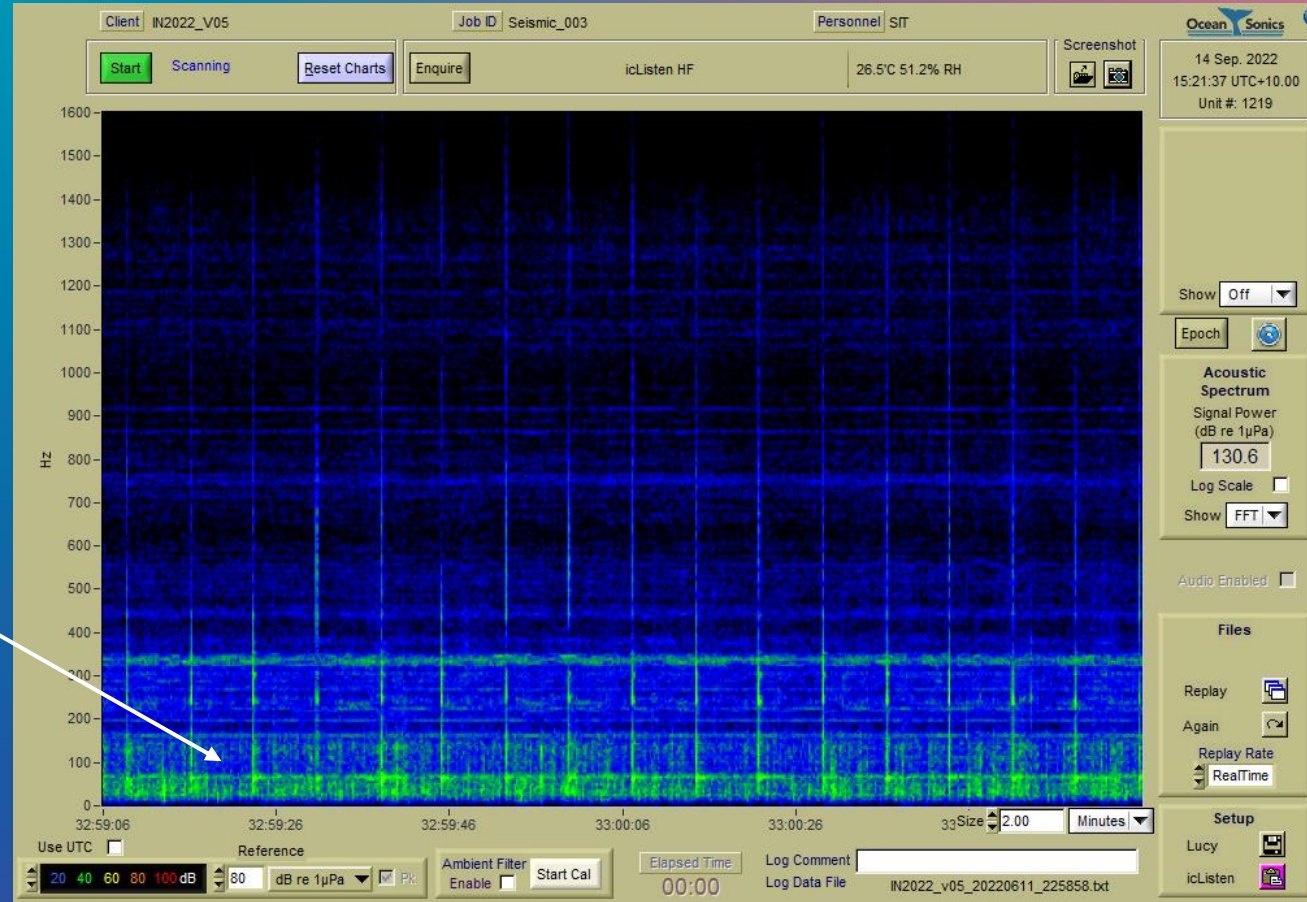 Client IN2022_V05 Job ID Seismic_003 Personnel SIT
Ocean Sonics
Start Scanning Reset Charts Enquire icListen HF 26.5'C 51.2% RH
Screenshot
14 Sep. 2022
15:21:37 UTC+10.00
Unit #: 1219
1600
1500
1400
1300
1200
1100
1000
900
800
700
600
500
400
300
200
100
0
Hz
32:59:06 32:59:26 32:59:46 33:00:06 33:00:26 33
Size 2.00 Minutes
Show Off
Epoch
Acoustic
Spectrum
Signal Power
(dB re 1µPa)
130.6
Log Scale
Show FFT
Audio Enabled
Files
Replay
Again
Replay Rate
RealTime
Setup
Lucy
icListen
Use UTC
Reference
20 40 60 80 100 dB 80 dB re 1µPa Pk
Ambient Filter
Enable Start Cal
Elapsed Time
00:00
Log Comment
Log Data File IN2022_v05_20220611_225858.txt